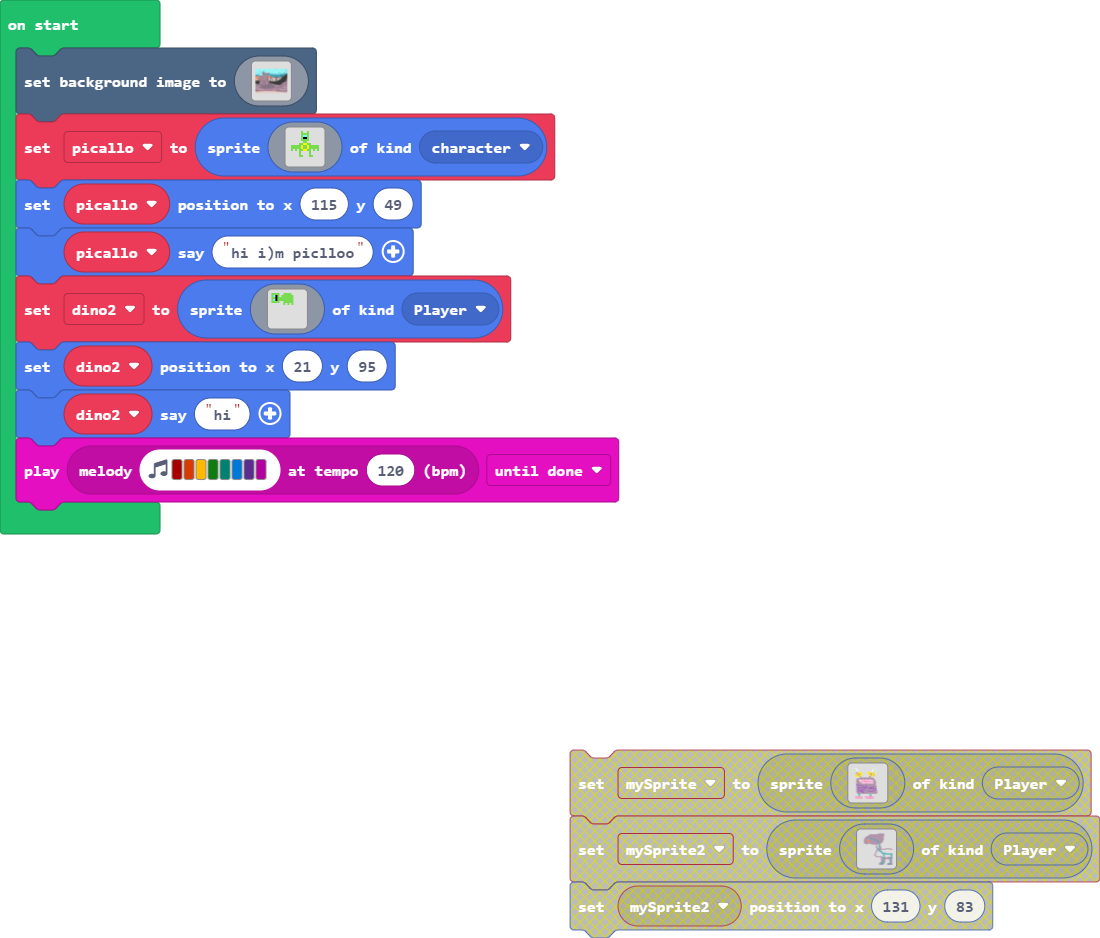 on start
set background image to
set picallo to sprite of kind character
set picallo position to x 115 y 49
picallo say "hi i)m piclloo"
set dino2 to sprite of kind Player
set dino2 position to x 21 y 95
dino2 say "hi"
play melody at tempo 120 (bpm) until done
set mySprite to sprite of kind Player
set mySprite2 to sprite of kind Player
set mySprite2 position to x 131 y 83